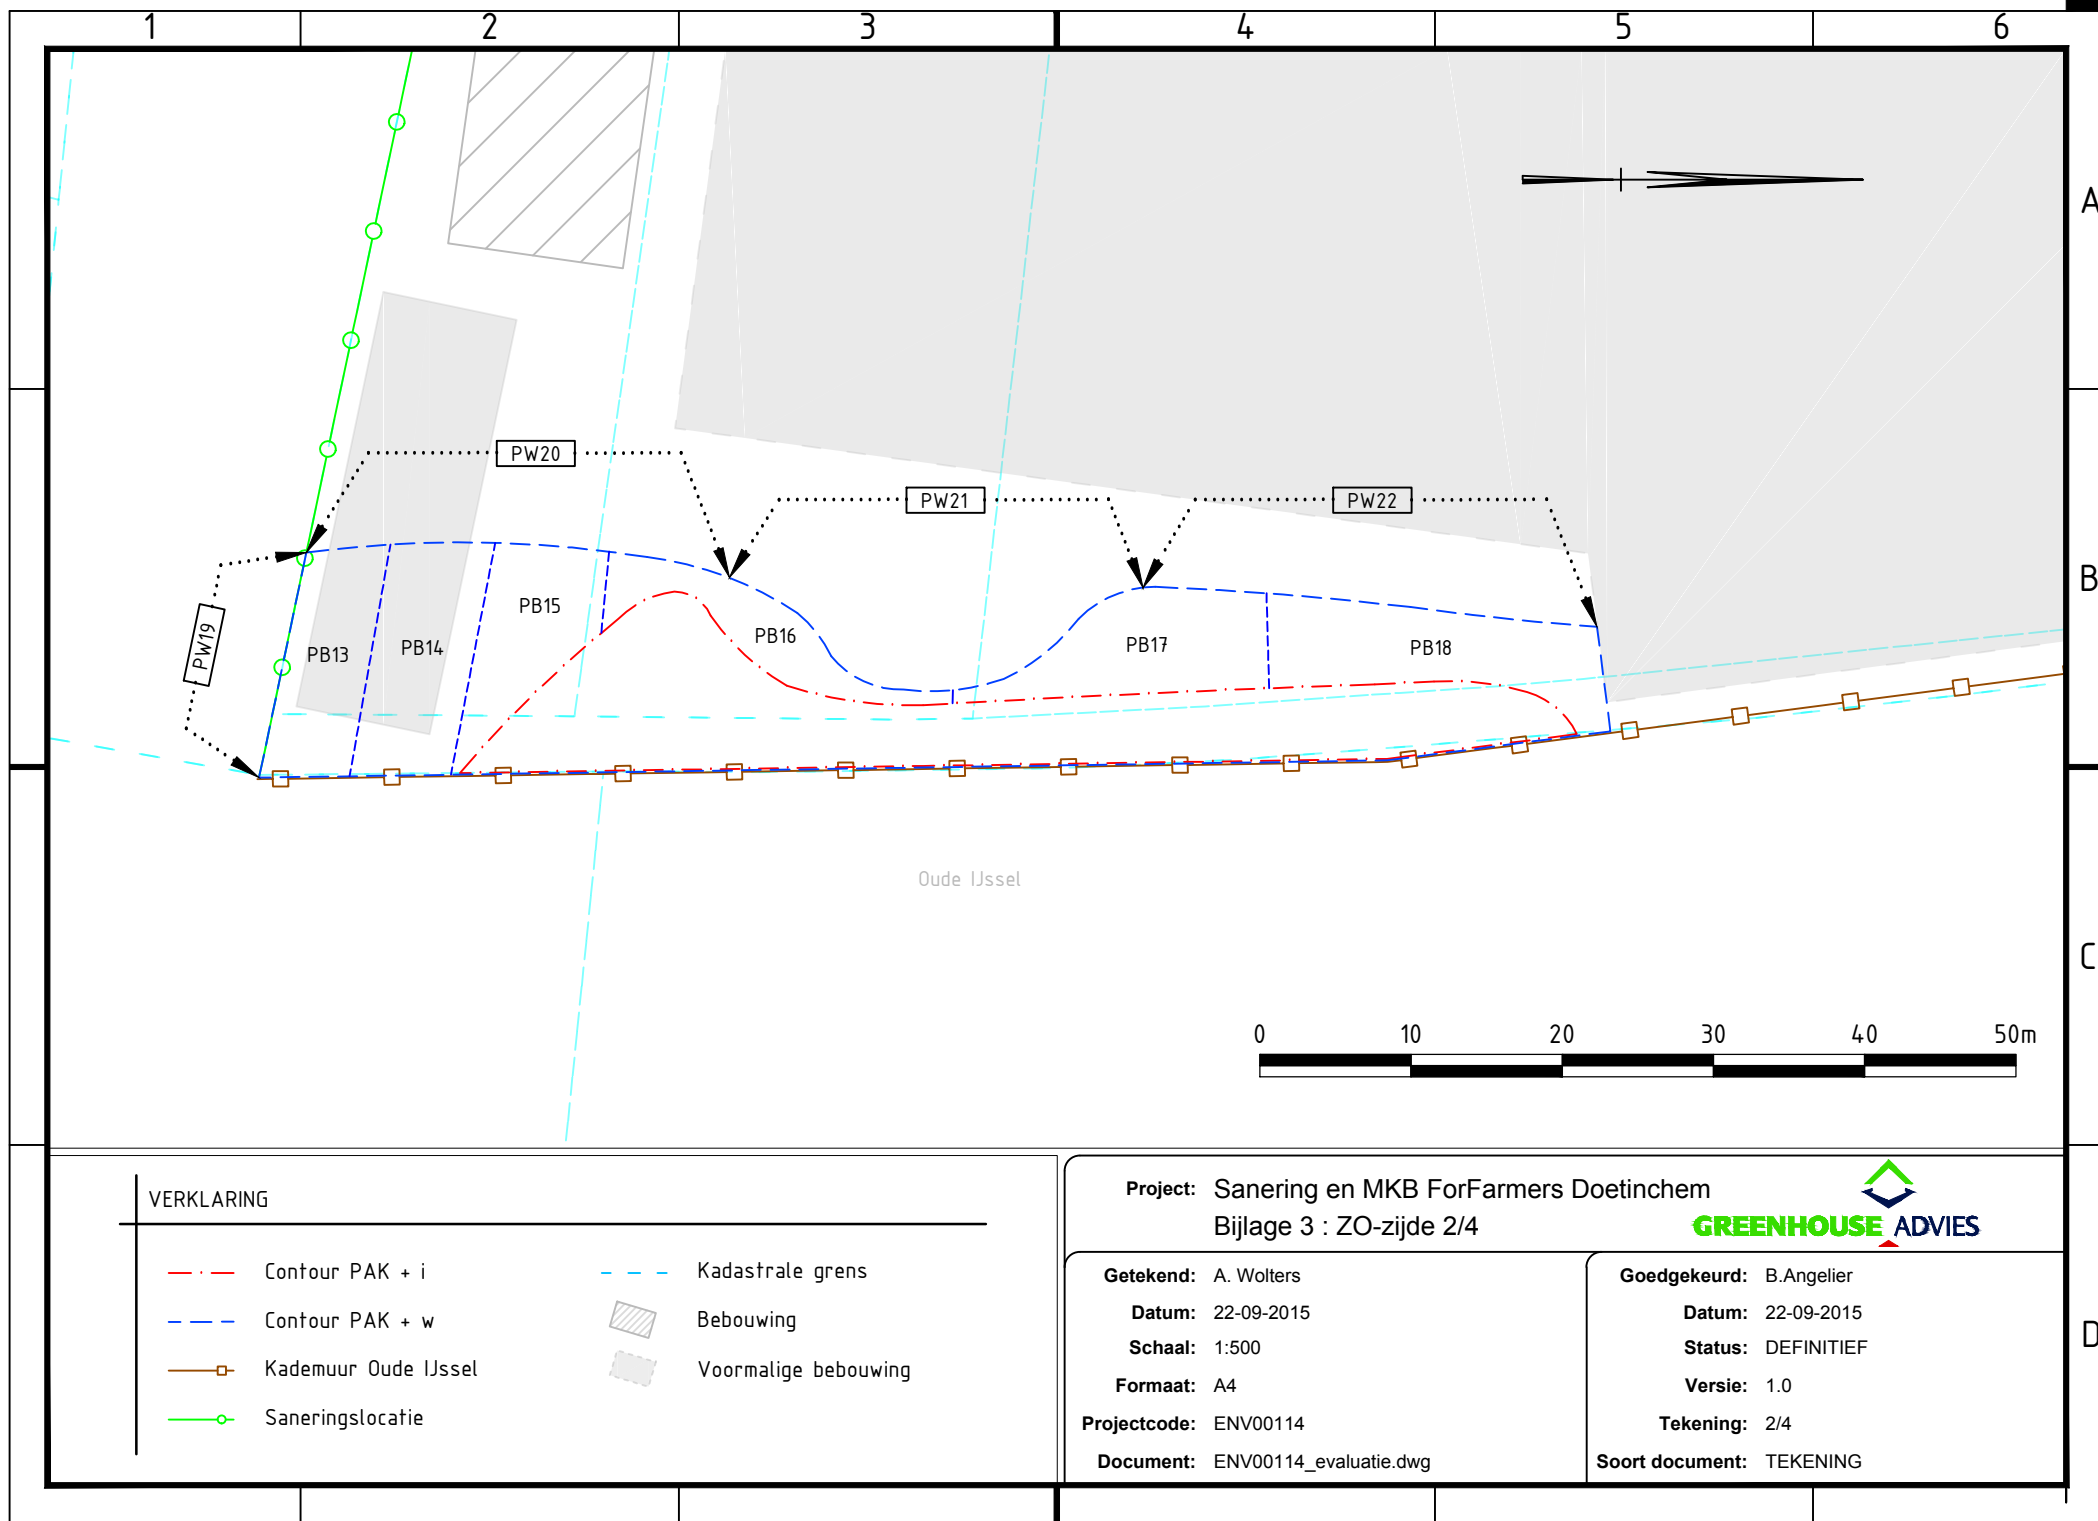 1 2 3 4 5 6
A
PW20
PW21
PW22
B
PB15
PW19
PB13
PB14
PB16
PB17
PB18
Oude IJssel
C
0 10 20 30 40 50m
VERKLARING
Contour PAK + i
Contour PAK + w
Kademuur Oude IJssel
Saneringslocatie
Kadastrale grens
Bebouwing
Voormalige bebouwing
Project: Sanering en MKB ForFarmers Doetinchem
Bijlage 3 : ZO-zijde 2/4
GREENHOUSE ADVIES
Getekend: A. Wolters
Datum: 22-09-2015
Schaal: 1:500
Formaat: A4
Projectcode: ENV00114
Document: ENV00114_evaluatie.dwg
Goedgekeurd: B.Angelier
Datum: 22-09-2015
Status: DEFINITIEF
Versie: 1.0
Tekening: 2/4
Soort document: TEKENING
D